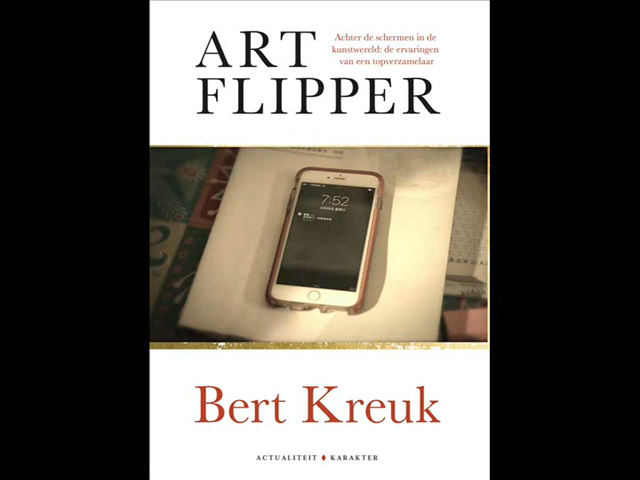 ART
FLIPPER
Achter de schermen in de
kunstwereld: de ervaringen
van een topverzamelaar
7:52
Bert Kreuk
ACTUALITEIT ♦ KARAKTER